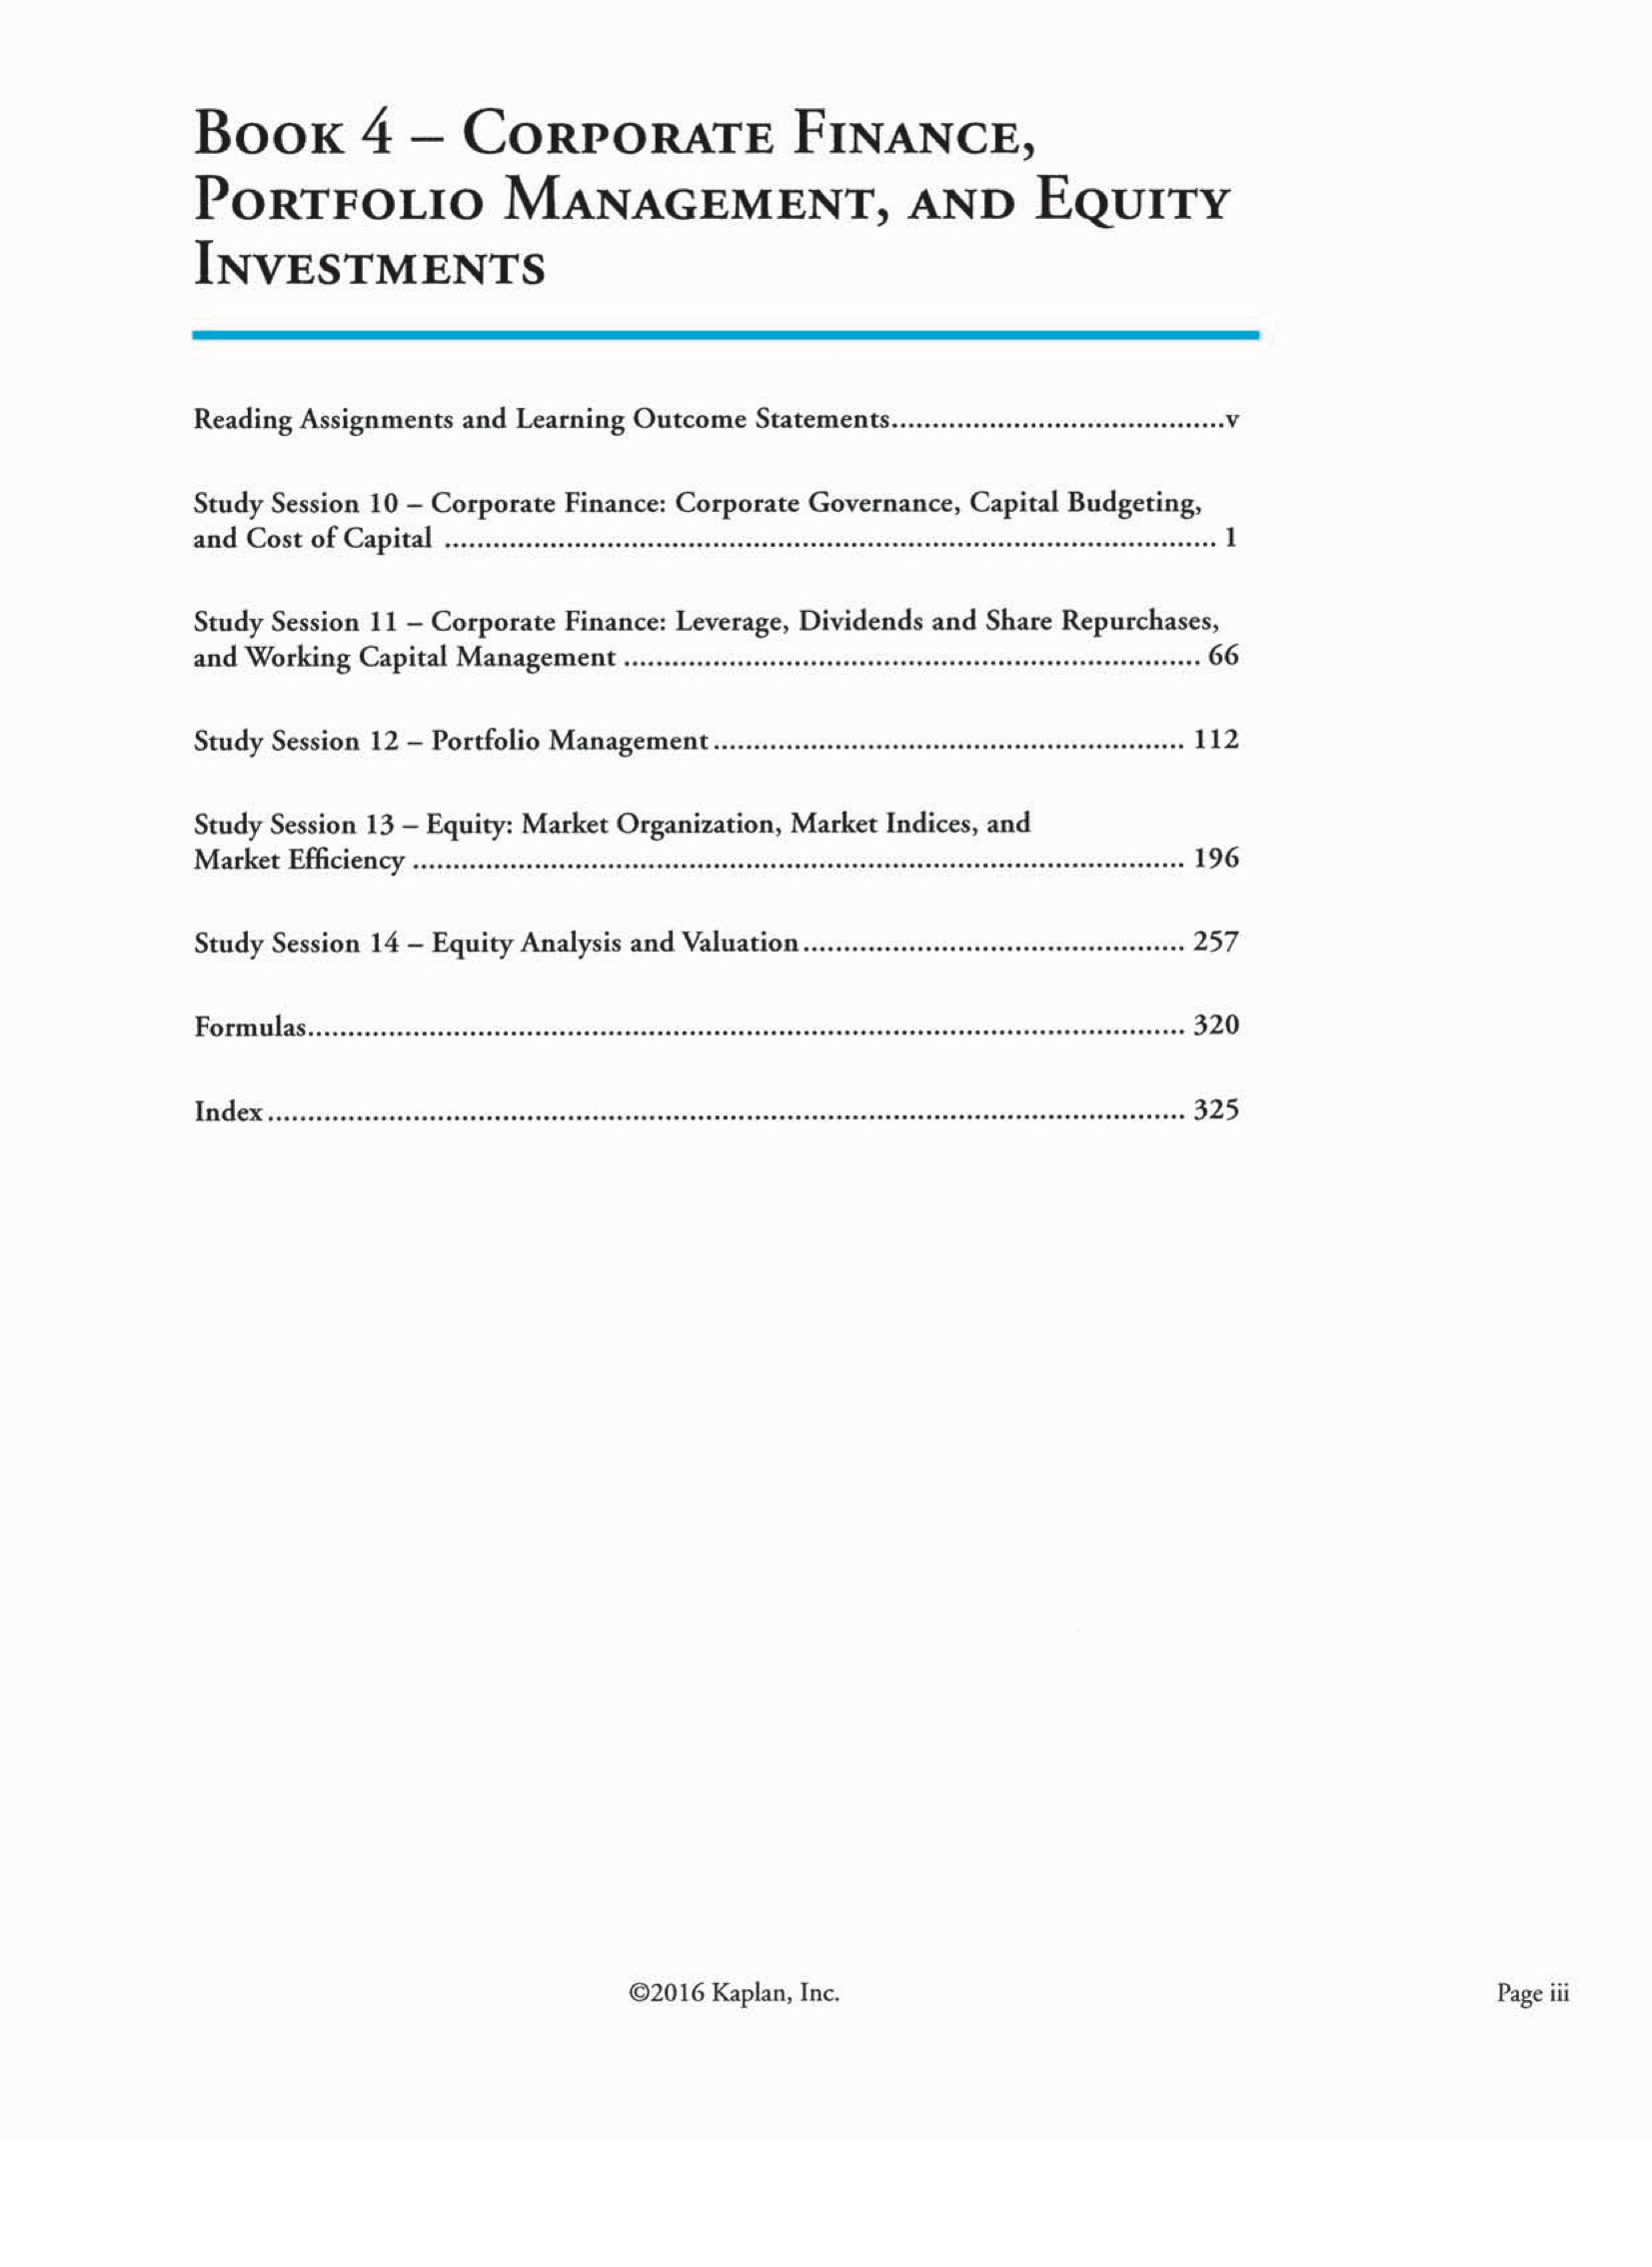 BOOK 4 – CORPORATE FINANCE,
PORTFOLIO MANAGEMENT, AND EQUITY
INVESTMENTS
Reading Assignments and Learning Outcome Statements.........................................v
Study Session 10 – Corporate Finance: Corporate Governance, Capital Budgeting,
and Cost of Capital ............................................................................................... 1
Study Session 11 – Corporate Finance: Leverage, Dividends and Share Repurchases,
and Working Capital Management ....................................................................... 66
Study Session 12 – Portfolio Management.......................................................... 112
Study Session 13 – Equity: Market Organization, Market Indices, and
Market Efficiency ............................................................................................... 196
Study Session 14 – Equity Analysis and Valuation............................................... 257
Formulas............................................................................................................ 320
Index................................................................................................................. 325
©2016 Kaplan, Inc.
Page iii